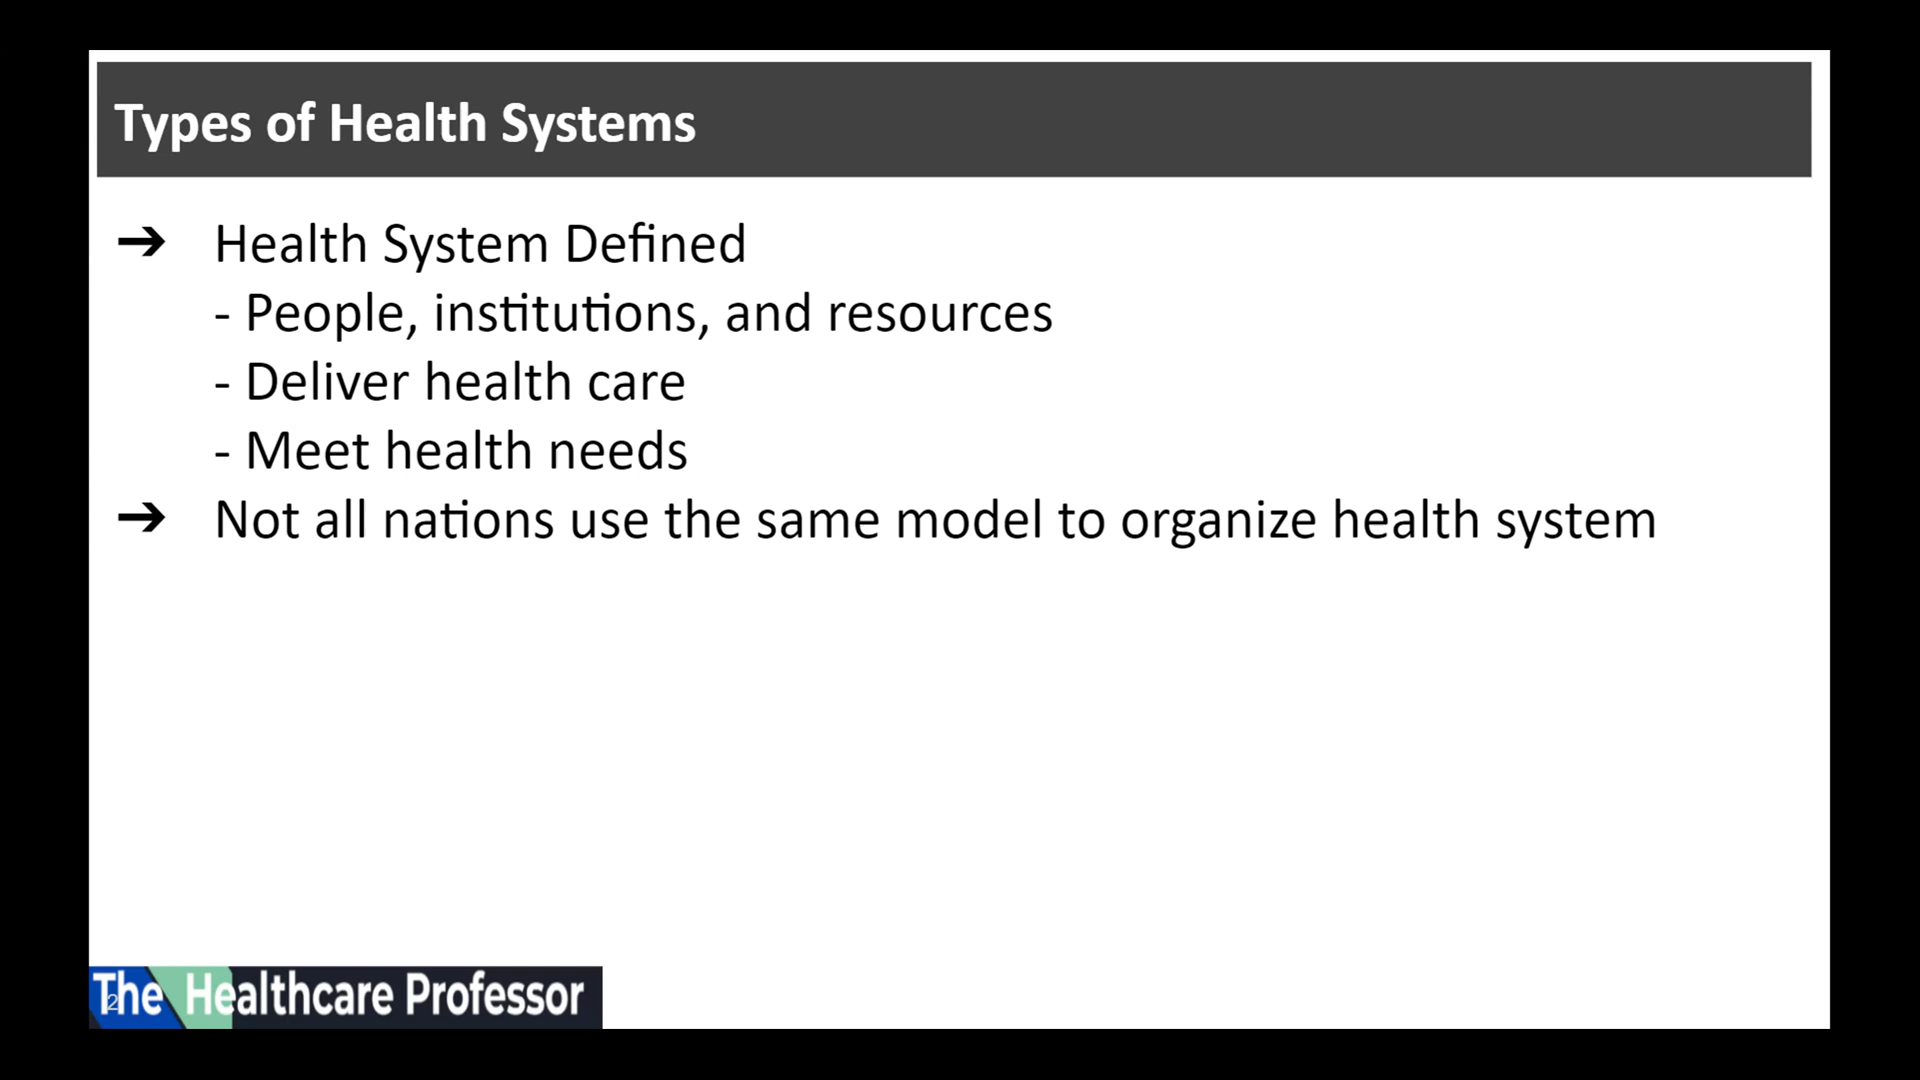 Types of Health Systems
➔ Health System Defined
- People, institutions, and resources
- Deliver health care
- Meet health needs
➔ Not all nations use the same model to organize health system
The Healthcare Professor
2